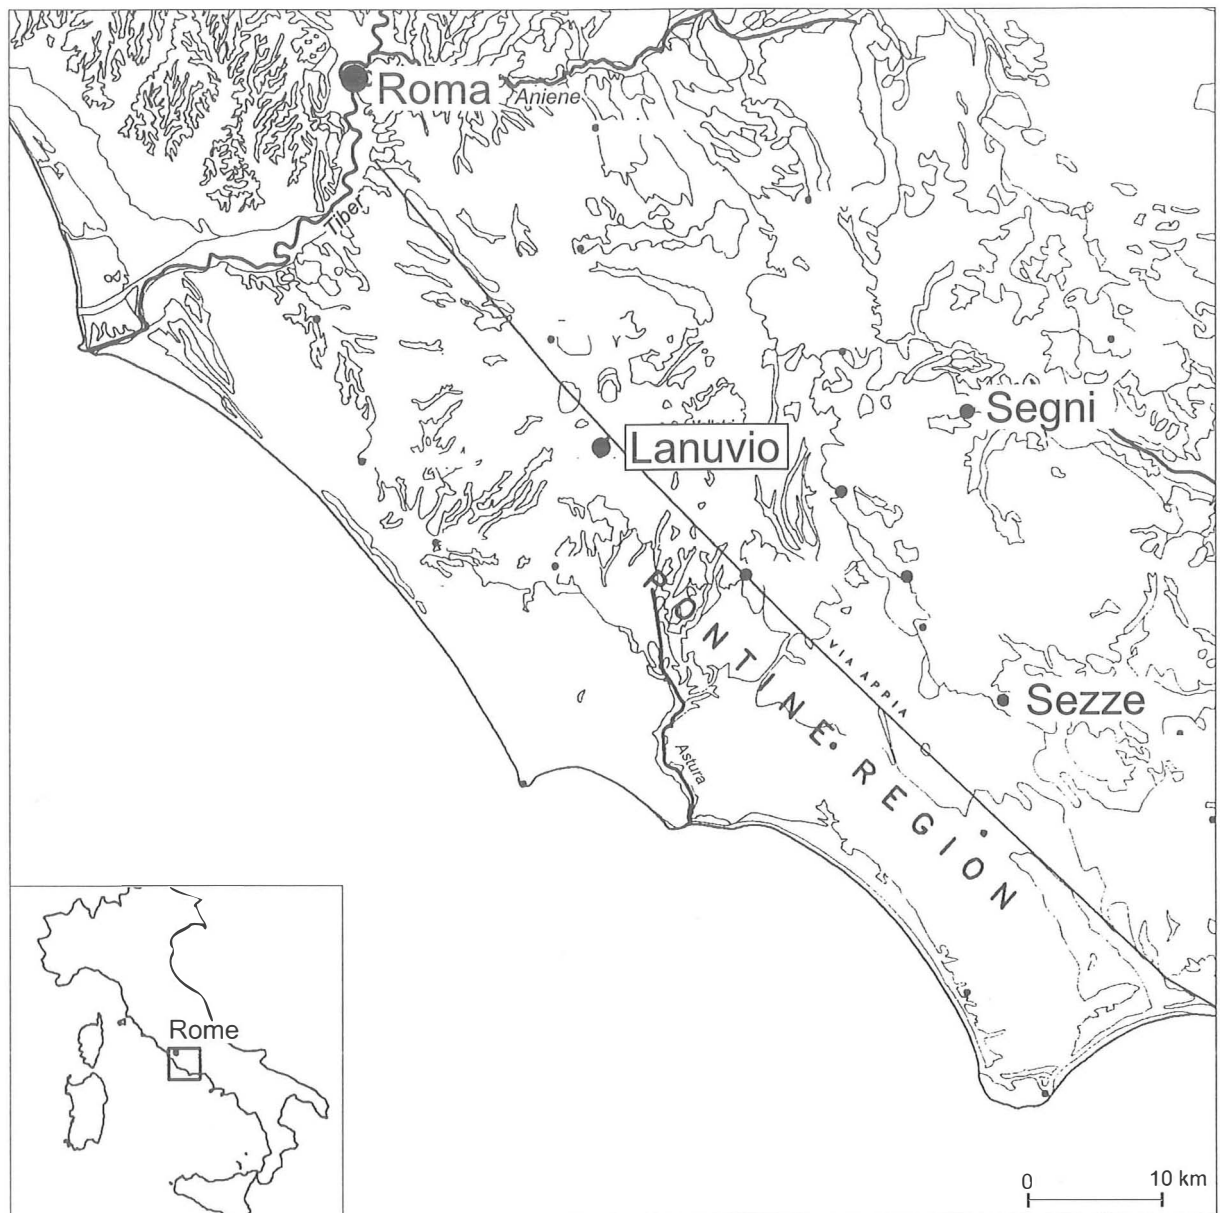 Roma
Aniene
Tiber
Segni
Lanuvio
PONTINE REGION
VIA APPIA
Sezze
Astura
Rome
0 10 km